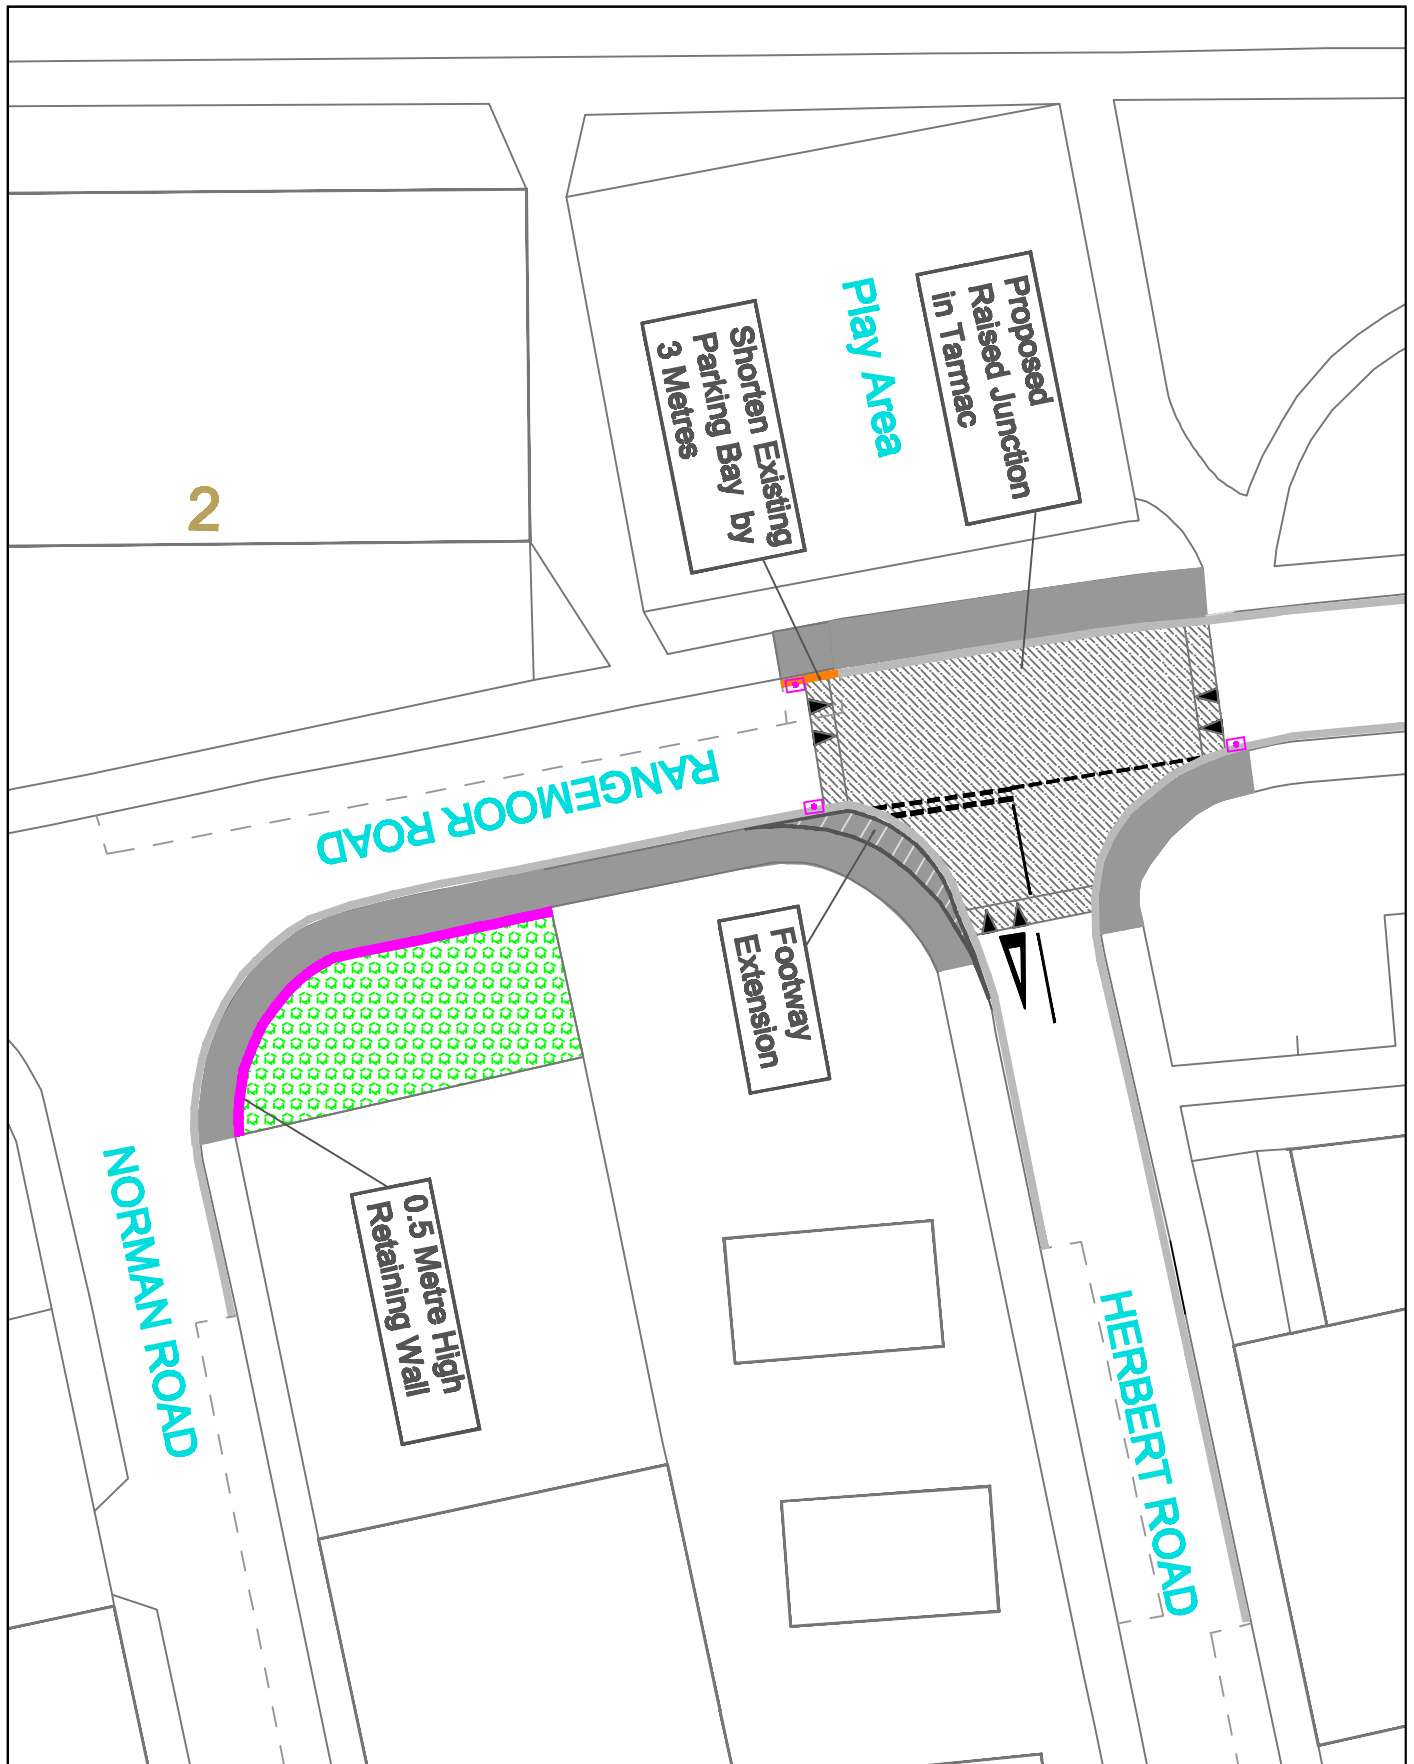 Proposed
Raised Junction
in Tarmac
Play Area
Shorten Existing
Parking Bay by
3 Metres
2
RANGEMOOR ROAD
Footway
Extension
0.5 Metre High
Retaining Wall
NORMAN ROAD
HERBERT ROAD